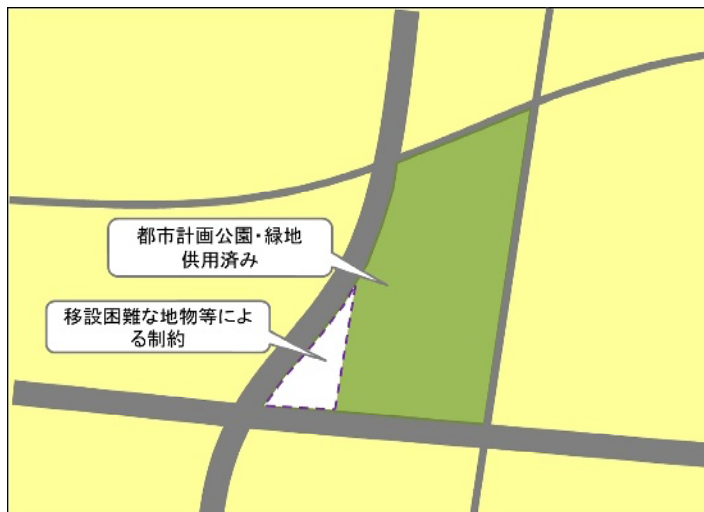 都市計画公園・緑地
供用済み
移設困難な地物等によ
る制約